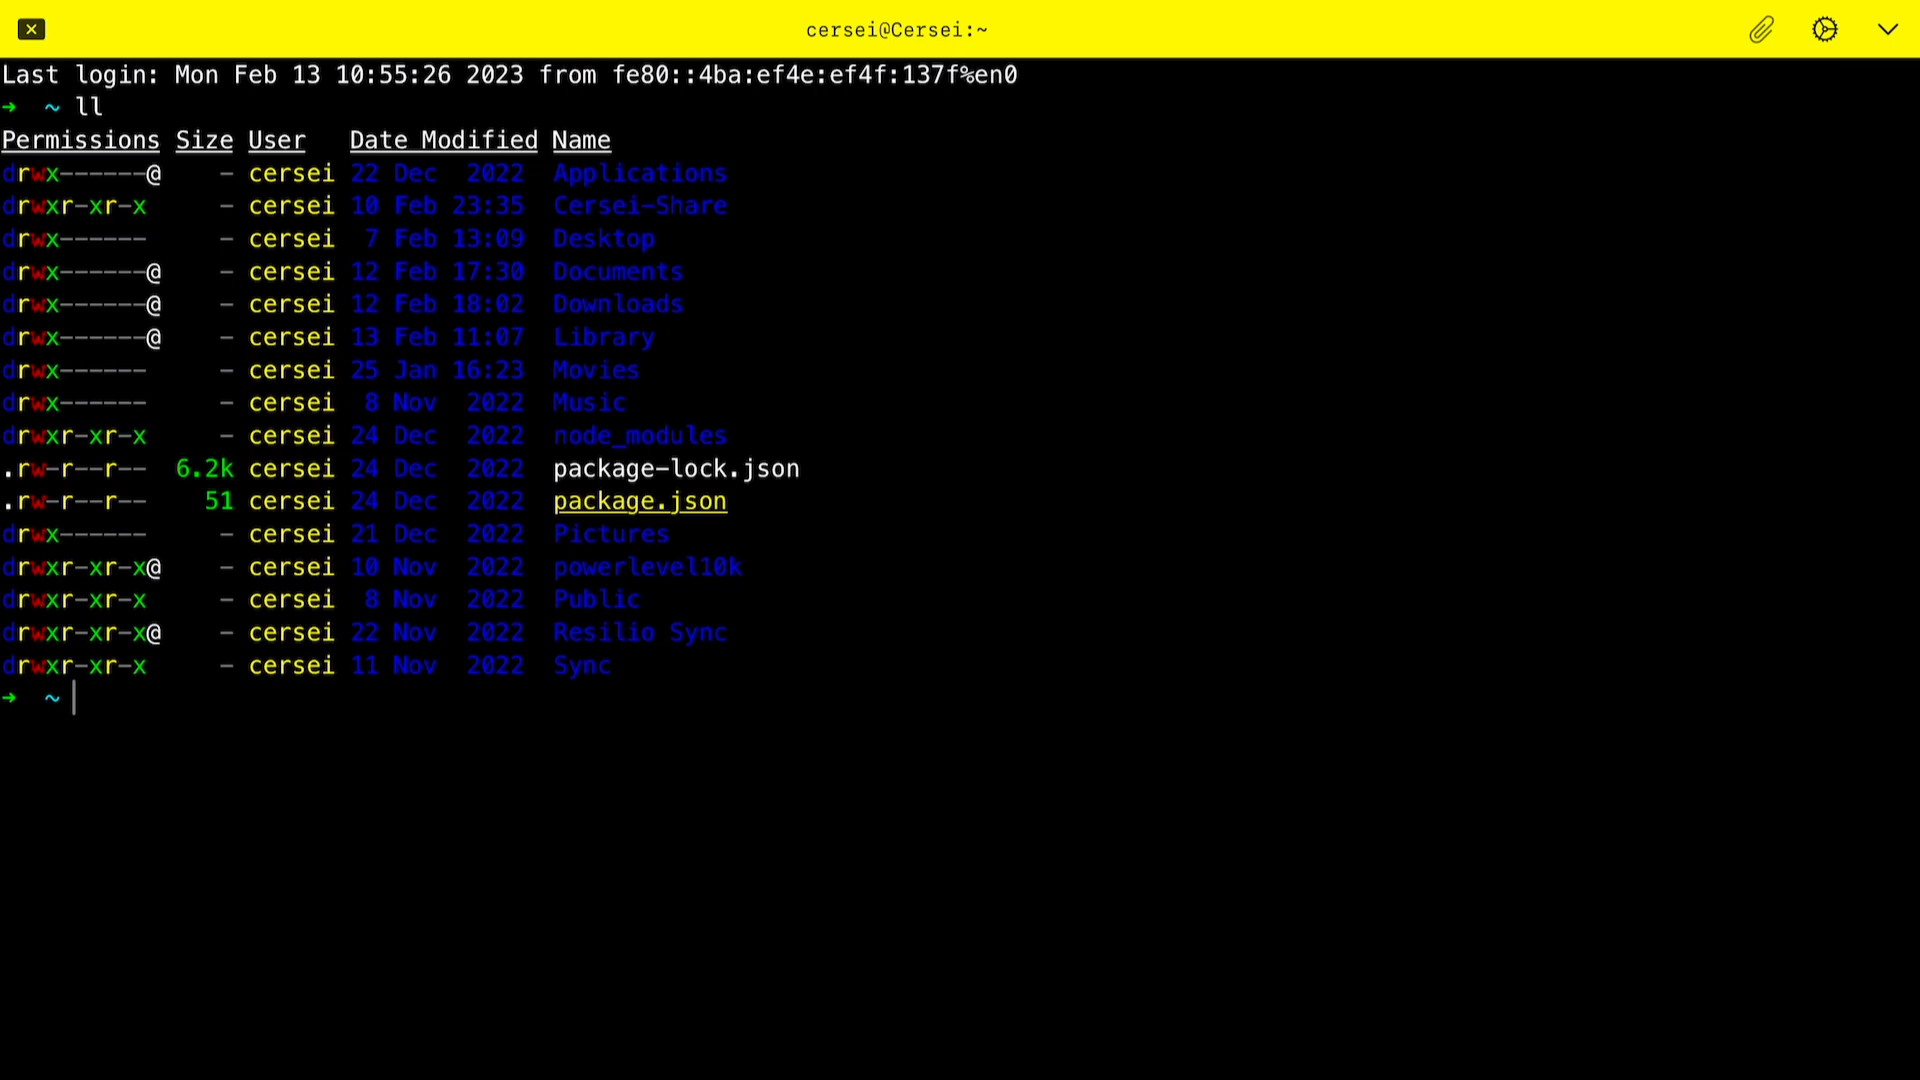 cersei@Cersei:~
Last login: Mon Feb 13 10:55:26 2023 from fe80::4ba:ef4e:ef4f:137f%en0
➜  ~ ll
Permissions Size User   Date Modified Name
drwx------@    - cersei 22 Dec  2022  Applications
drwxr-xr-x     - cersei 10 Feb 23:35  Cersei-Share
drwx------     - cersei  7 Feb 13:09  Desktop
drwx------@    - cersei 12 Feb 17:30  Documents
drwx------@    - cersei 12 Feb 18:02  Downloads
drwx------@    - cersei 13 Feb 11:07  Library
drwx------     - cersei 25 Jan 16:23  Movies
drwx------     - cersei  8 Nov  2022  Music
drwxr-xr-x     - cersei 24 Dec  2022  node_modules
.rw-r--r--  6.2k cersei 24 Dec  2022  package-lock.json
.rw-r--r--    51 cersei 24 Dec  2022  package.json
drwx------     - cersei 21 Dec  2022  Pictures
drwxr-xr-x@    - cersei 10 Nov  2022  powerlevel10k
drwxr-xr-x     - cersei  8 Nov  2022  Public
drwxr-xr-x@    - cersei 22 Nov  2022  Resilio Sync
drwxr-xr-x     - cersei 11 Nov  2022  Sync
➜  ~